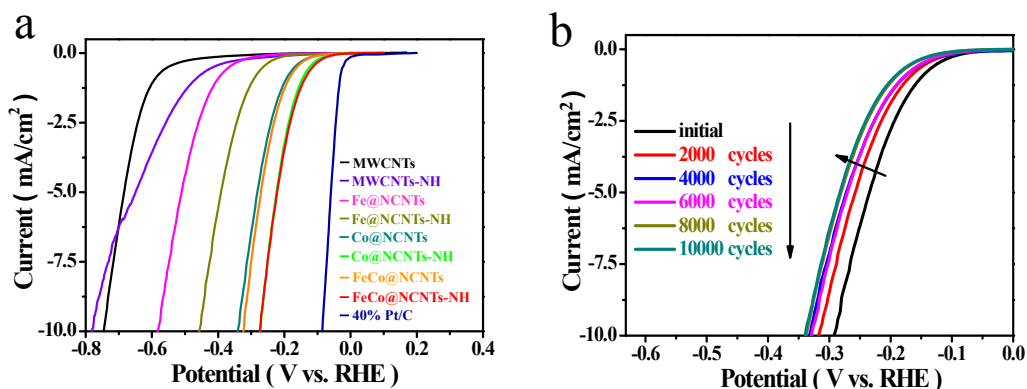 a
0.0
-2.5
-5.0
-7.5
-10.0
Current ( mA/cm²)
MWCNTs
MWCNTs-NH
Fe@NCNTs
Fe@NCNTs-NH
Co@NCNTs
Co@NCNTs-NH
FeCo@NCNTs
FeCo@NCNTs-NH
40% Pt/C
-0.8 -0.6 -0.4 -0.2 0.0 0.2 0.4
Potential ( V vs. RHE)
b
0.0
-2.5
-5.0
-7.5
-10.0
Current ( mA/cm²)
initial
2000 cycles
4000 cycles
6000 cycles
8000 cycles
10000 cycles
-0.6 -0.5 -0.4 -0.3 -0.2 -0.1 0.0
Potential ( V vs. RHE)